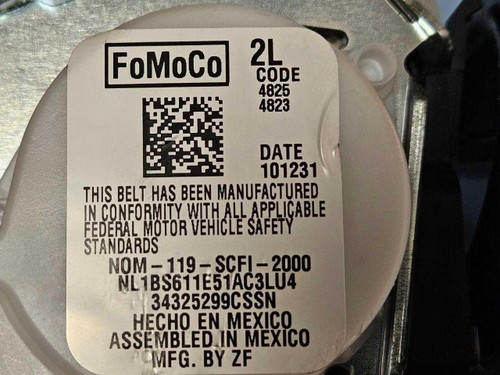 FoMoCo 2L
CODE
4825
4823
DATE
101231
THIS BELT HAS BEEN MANUFACTURED
IN CONFORMITY WITH ALL APPLICABLE
FEDERAL MOTOR VEHICLE SAFETY
STANDARDS
NOM-119-SCFI-2000
NL1BS611E51AC3LU4
34325299CSSN
HECHO EN MEXICO
ASSEMBLED IN MEXICO
MFG. BY ZF